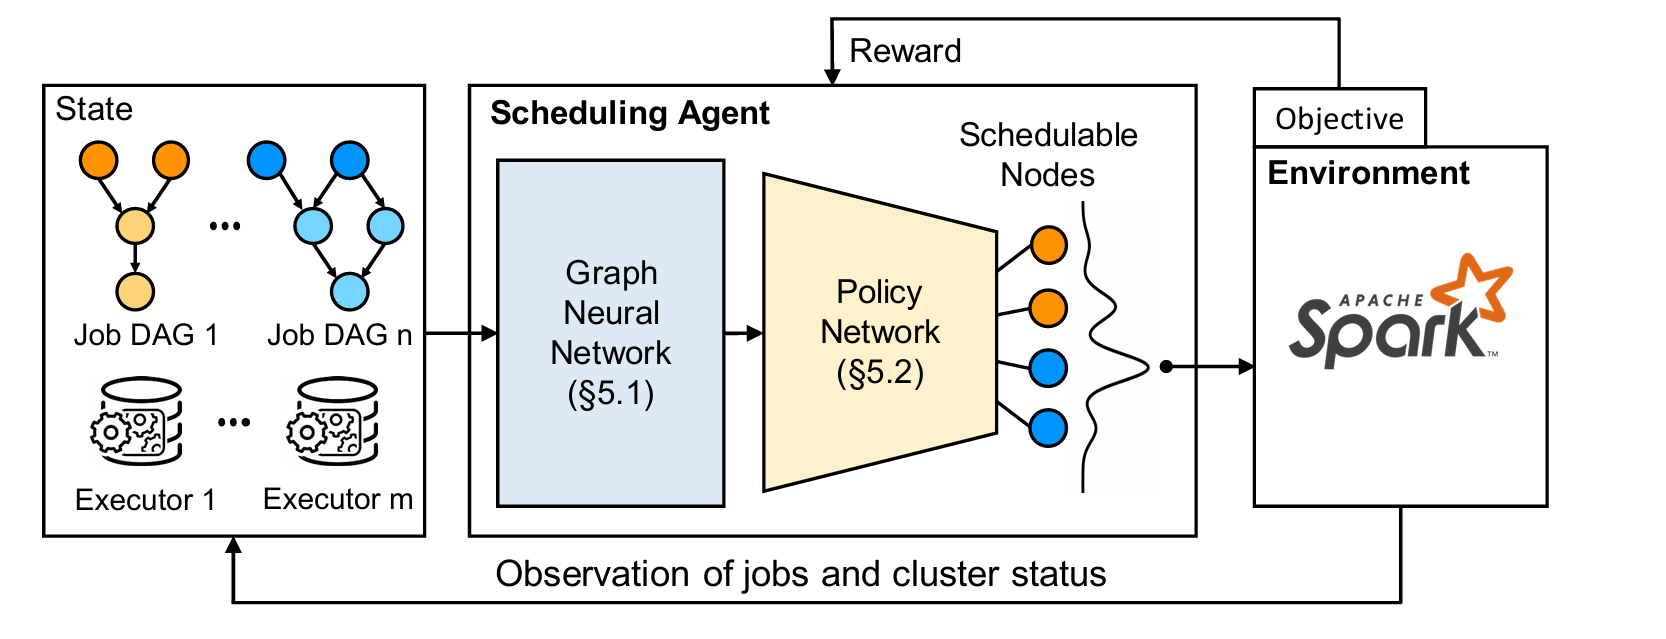 Reward
State
Scheduling Agent
Schedulable
Nodes
Objective
Environment
...
...
Graph
Neural
Network
(§5.1)
Policy
Network
(§5.2)
APACHE
Spark™
Job DAG 1
Job DAG n
Executor 1
Executor m
Observation of jobs and cluster status